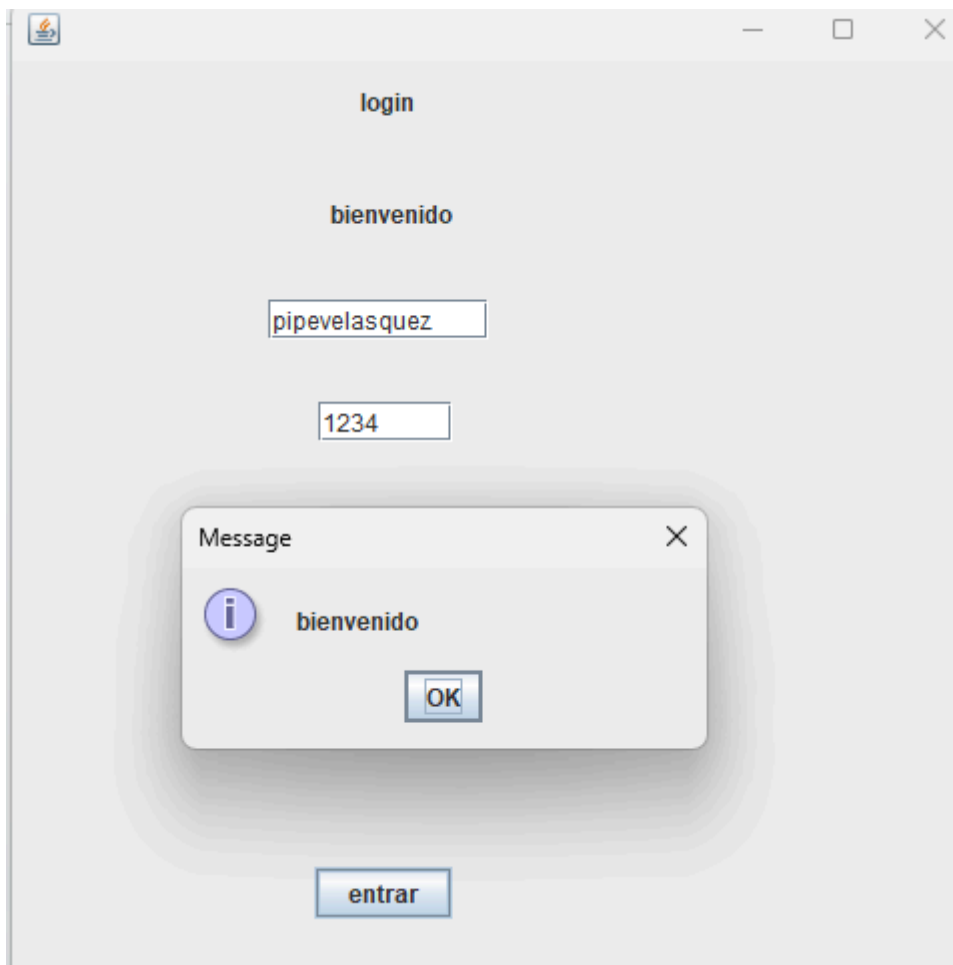 login
bienvenido
pipevelasquez
1234
Message
bienvenido
OK
entrar